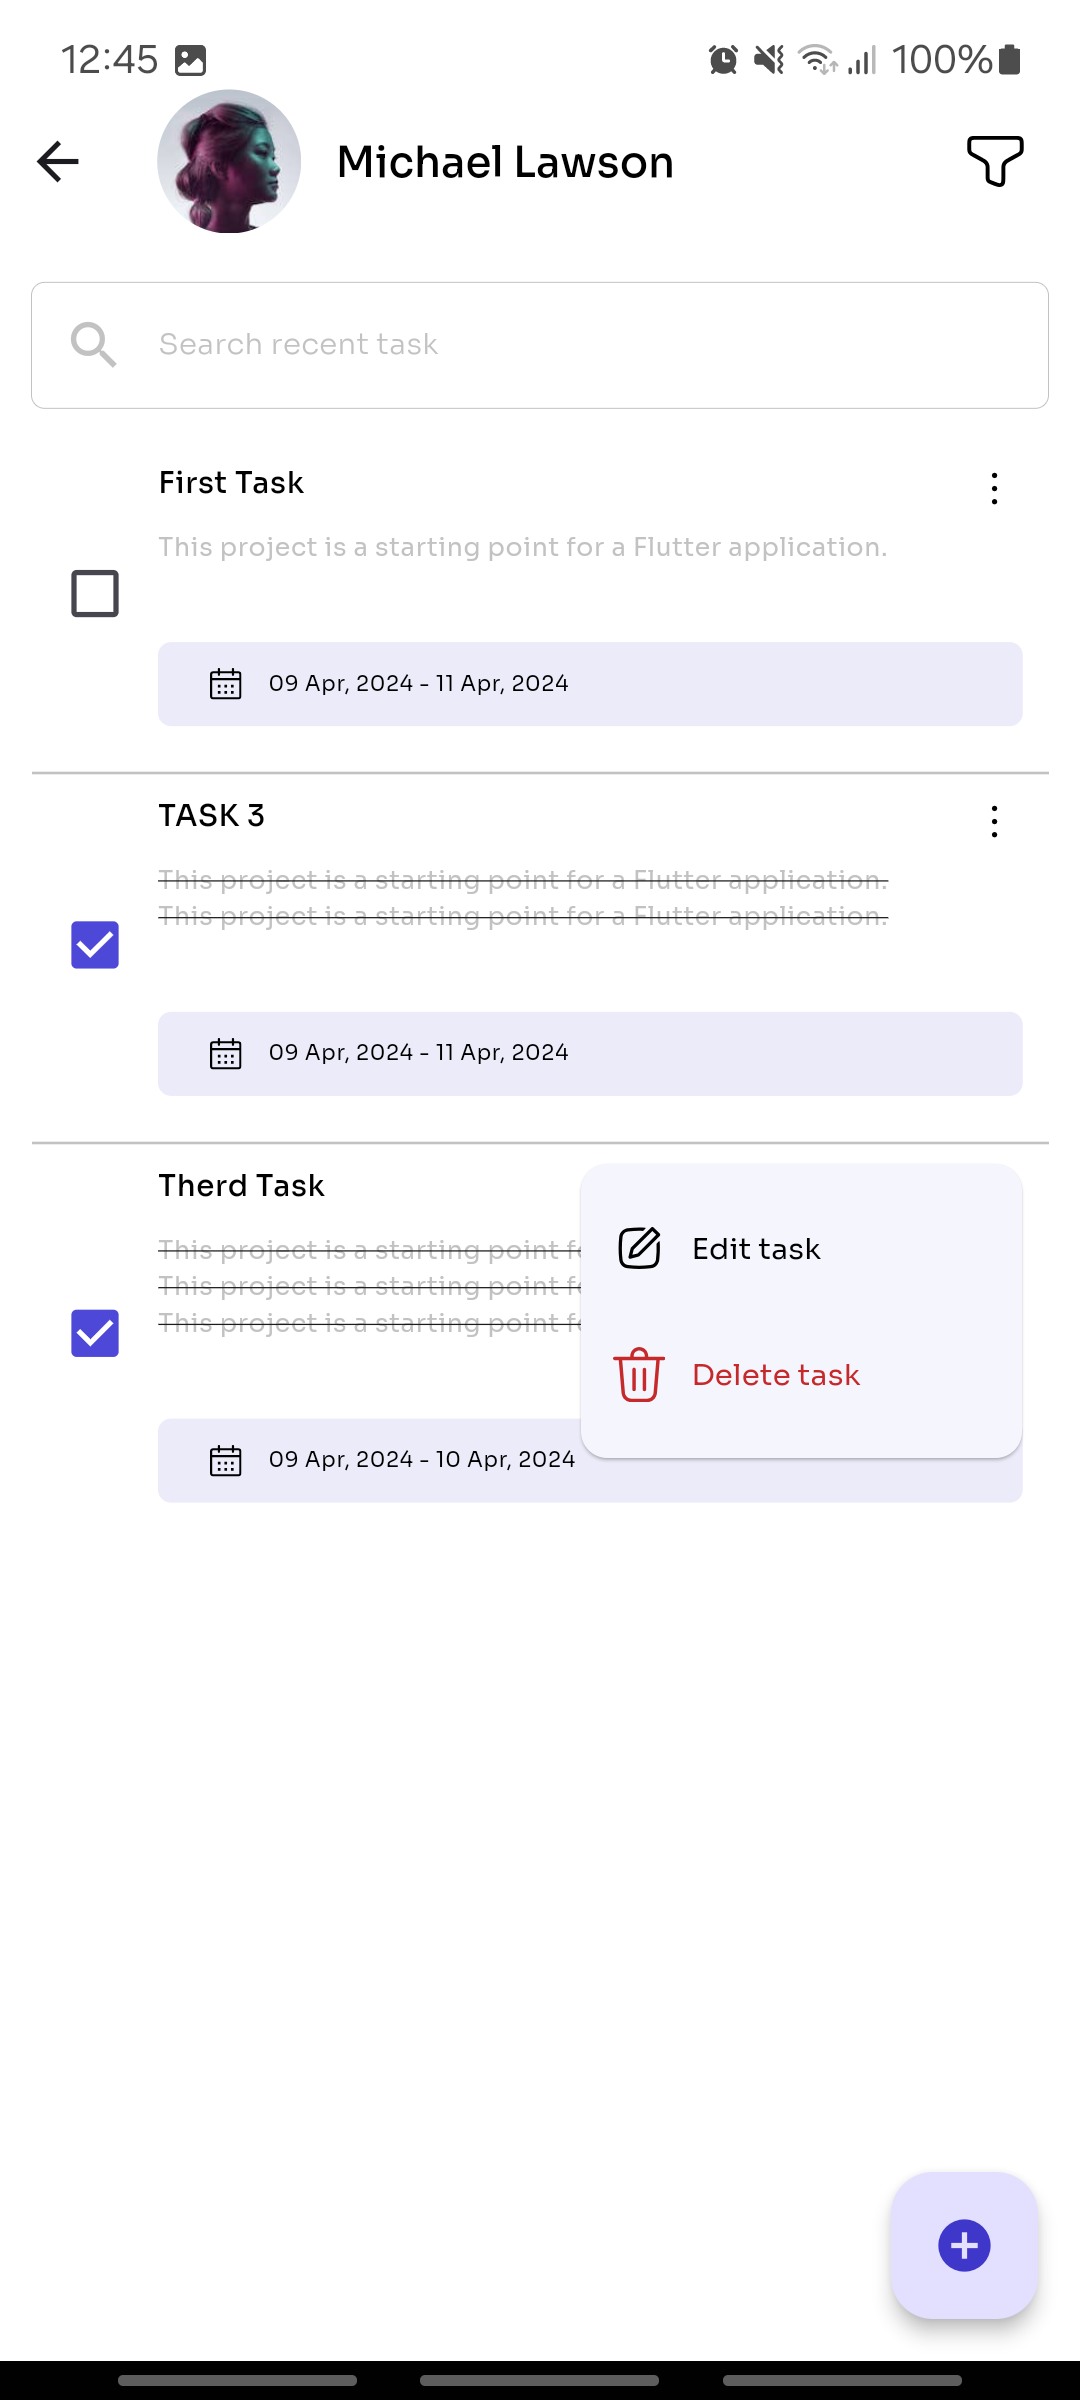 12:45
100%
Michael Lawson
Search recent task
First Task
This project is a starting point for a Flutter application.
09 Apr, 2024 - 11 Apr, 2024
TASK 3
This project is a starting point for a Flutter application.
This project is a starting point for a Flutter application.
09 Apr, 2024 - 11 Apr, 2024
Therd Task
This project is a starting point
This project is a starting point
This project is a starting point
Edit task
Delete task
09 Apr, 2024 - 10 Apr, 2024